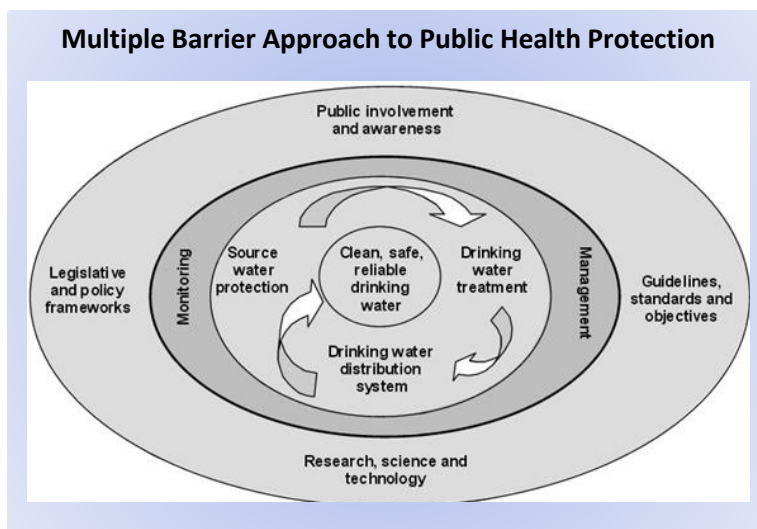 Multiple Barrier Approach to Public Health Protection
Public involvement
and awareness
Legislative
and policy
frameworks
Monitoring
Source
water
protection
Clean, safe,
reliable
drinking
water
Drinking
water
treatment
Management
Guidelines,
standards and
objectives
Drinking water
distribution
system
Research, science and
technology